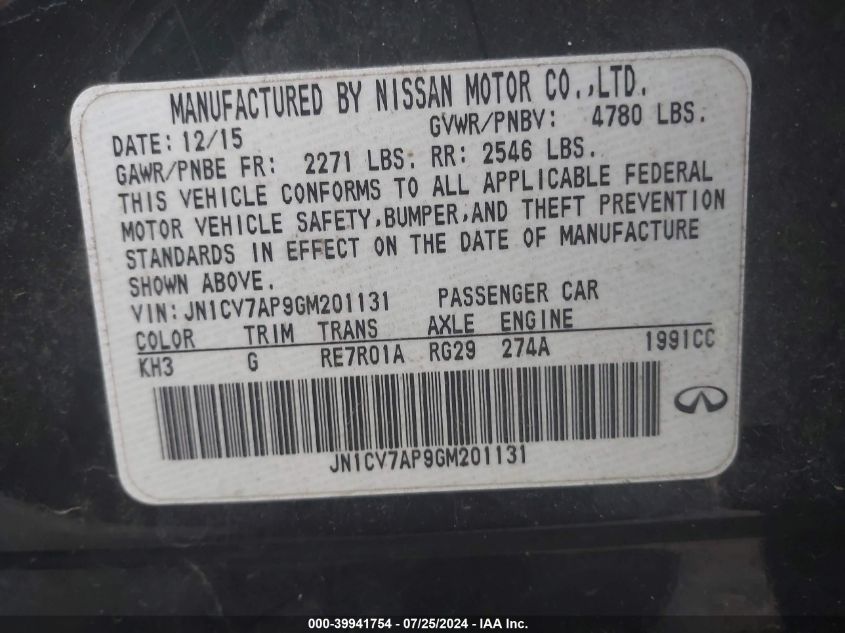 MANUFACTURED BY NISSAN MOTOR CO.,LTD.
DATE: 12/15 GVWR/PNBV: 4780 LBS.
GAWR/PNBE FR: 2271 LBS. RR: 2546 LBS.
THIS VEHICLE CONFORMS TO ALL APPLICABLE FEDERAL
MOTOR VEHICLE SAFETY,BUMPER,AND THEFT PREVENTION
STANDARDS IN EFFECT ON THE DATE OF MANUFACTURE
SHOWN ABOVE.
VIN:JN1CV7AP9GM201131 PASSENGER CAR
COLOR TRIM TRANS AXLE ENGINE
KH3 G RE7R01A RG29 274A 1991CC
JN1CV7AP9GM201131
000-39941754 - 07/25/2024 - IAA Inc.